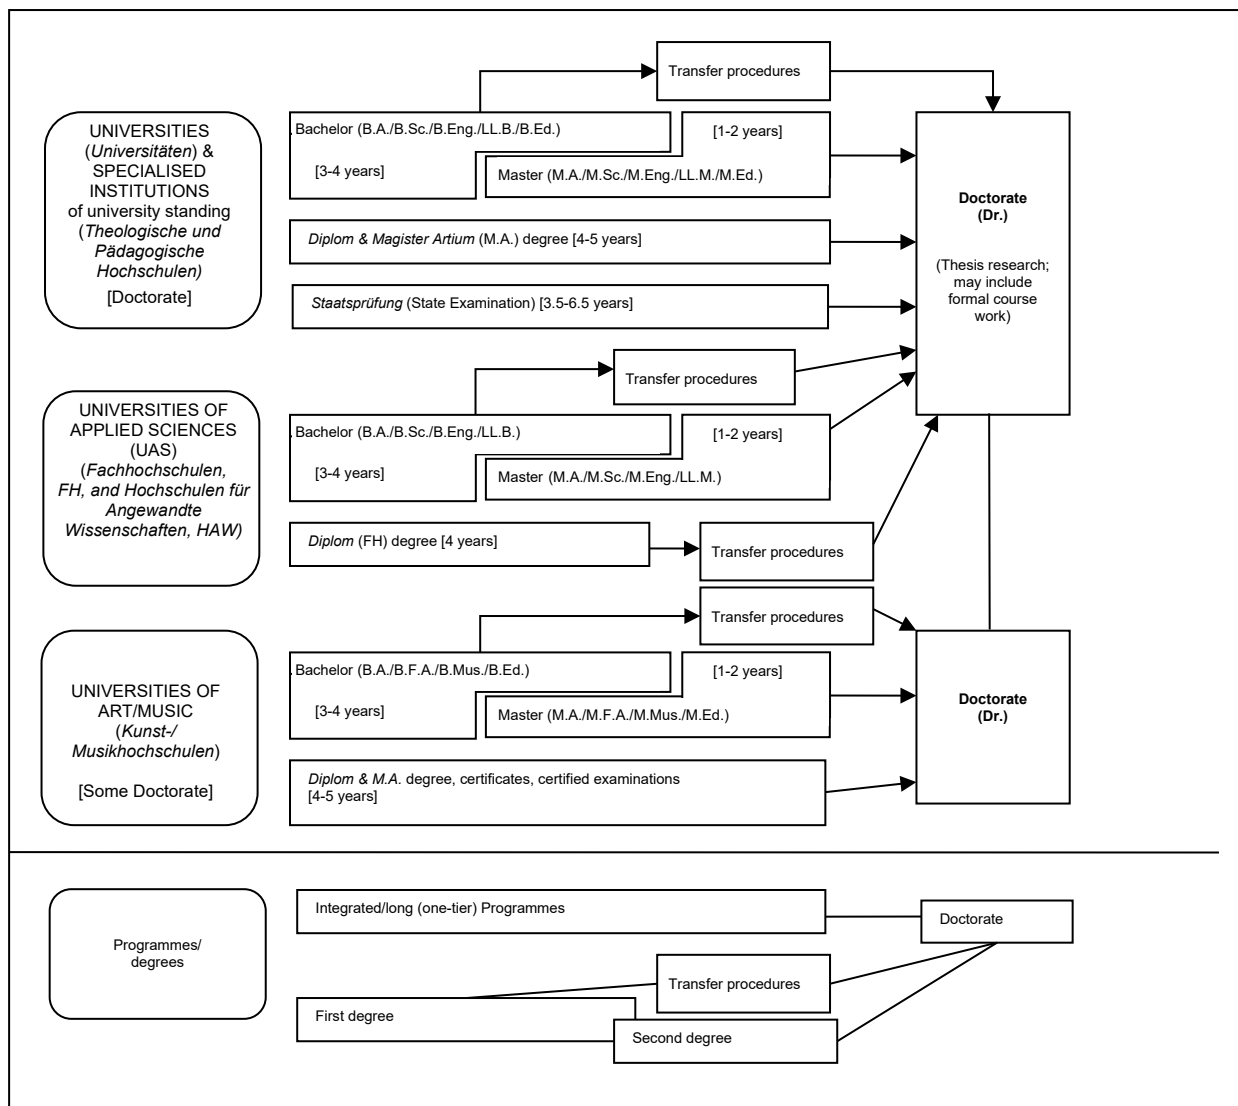 Transfer procedures
UNIVERSITIES
(Universitäten) &
SPECIALISED
INSTITUTIONS
of university standing
(Theologische und
Pädagogische
Hochschulen)
[Doctorate]
. Bachelor (B.A./B.Sc./B.Eng./LL.B./B.Ed.)
[3-4 years]
[1-2 years]
Master (M.A./M.Sc./M.Eng./LL.M./M.Ed.)
Diplom & Magister Artium (M.A.) degree [4-5 years]
Staatsprüfung (State Examination) [3.5-6.5 years]
Doctorate
(Dr.)
(Thesis research;
may include
formal course
work)
Transfer procedures
UNIVERSITIES OF
APPLIED SCIENCES
(UAS)
(Fachhochschulen,
FH, and Hochschulen für
Angewandte
Wissenschaften, HAW)
. Bachelor (B.A./B.Sc./B.Eng./LL.B.)
[3-4 years]
[1-2 years]
Master (M.A./M.Sc./M.Eng./LL.M.)
Diplom (FH) degree [4 years]
Transfer procedures
Transfer procedures
UNIVERSITIES OF
ART/MUSIC
(Kunst-/
Musikhochschulen)
[Some Doctorate]
. Bachelor (B.A./B.F.A./B.Mus./B.Ed.)
[3-4 years]
[1-2 years]
Master (M.A./M.F.A./M.Mus./M.Ed.)
Diplom & M.A. degree, certificates, certified examinations
[4-5 years]
Doctorate
(Dr.)
Programmes/
degrees
Integrated/long (one-tier) Programmes
Doctorate
Transfer procedures
First degree
Second degree